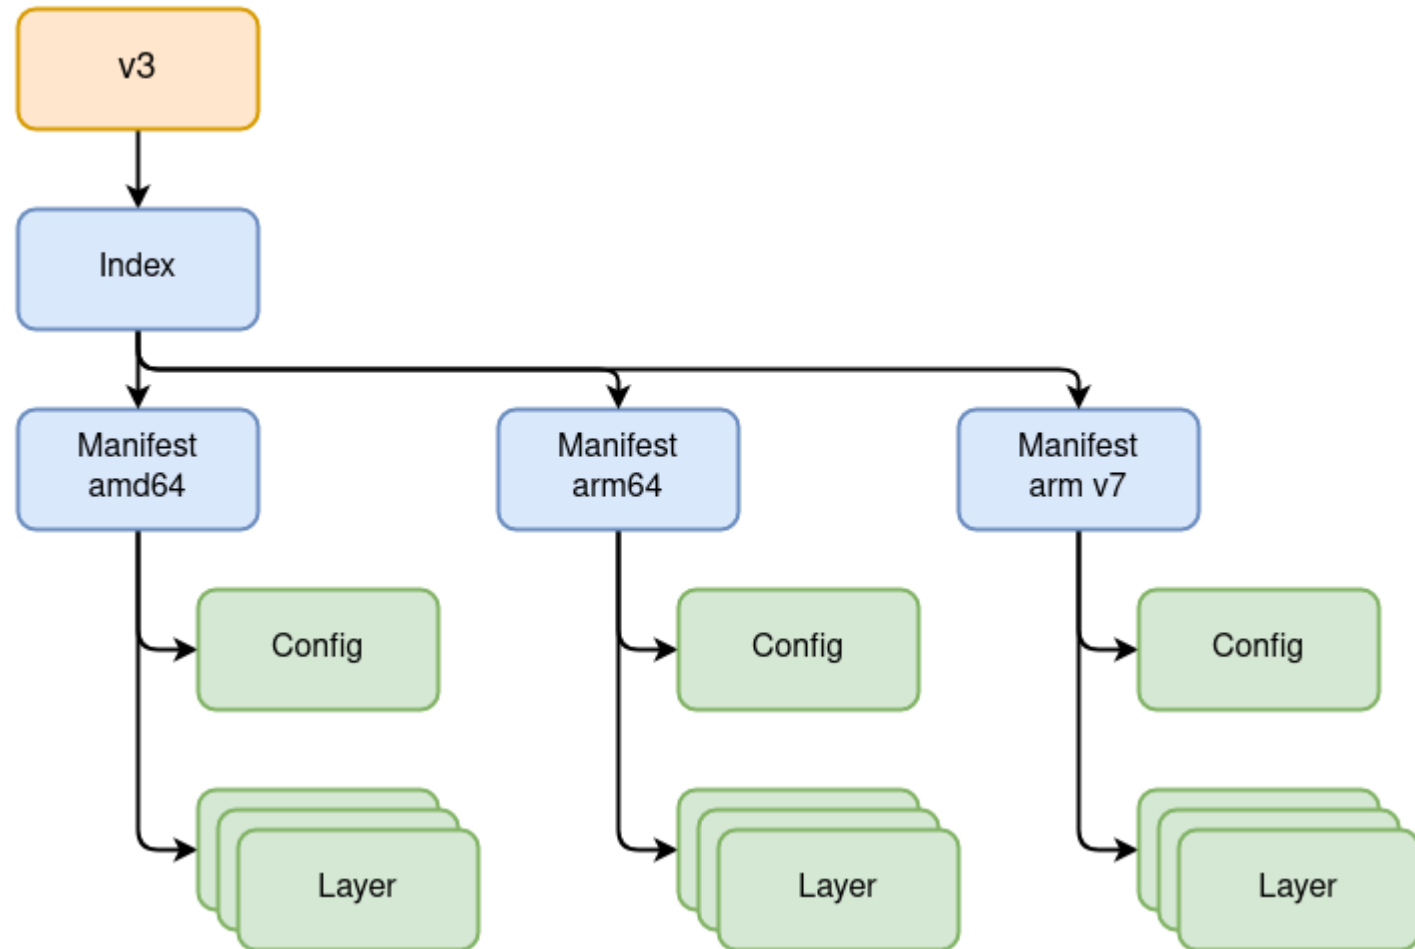 v3
Index
Manifest
amd64
Manifest
arm64
Manifest
arm v7
Config
Config
Config
Layer
Layer
Layer